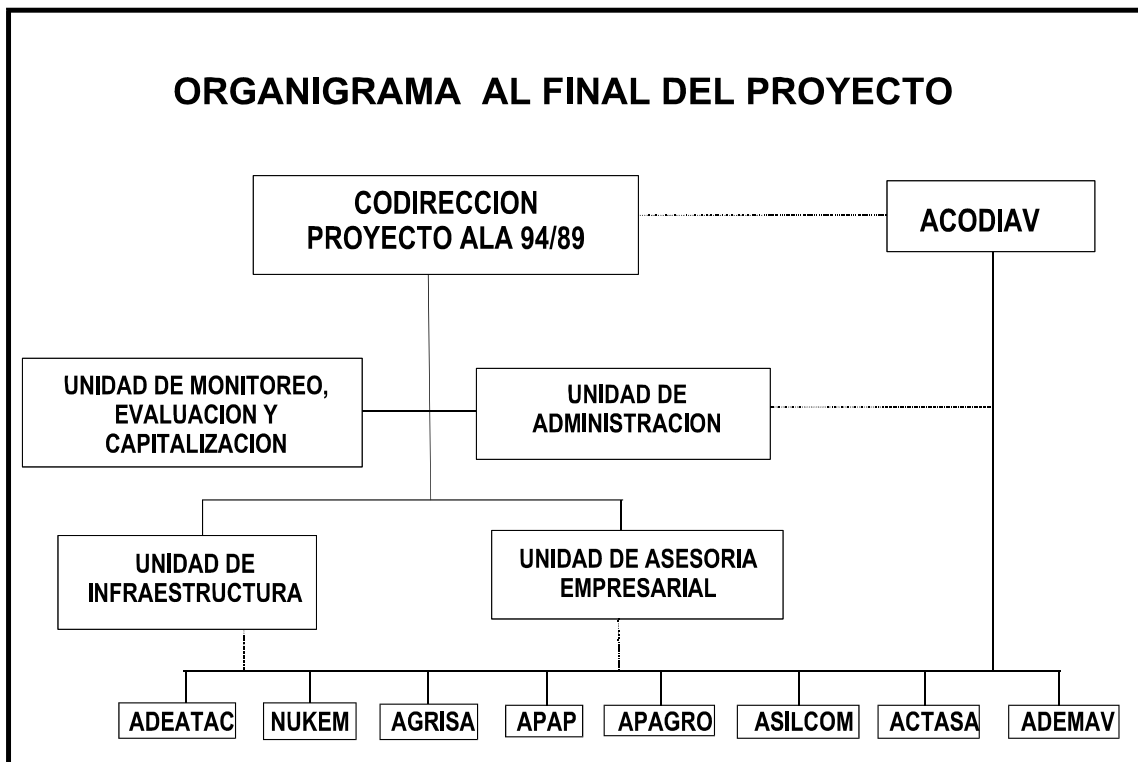 ORGANIGRAMA AL FINAL DEL PROYECTO
CODIRECCION
PROYECTO ALA 94/89
ACODIAV
UNIDAD DE MONITOREO,
EVALUACION Y
CAPITALIZACION
UNIDAD DE
ADMINISTRACION
UNIDAD DE
INFRAESTRUCTURA
UNIDAD DE ASESORIA
EMPRESARIAL
ADEATAC
NUKEM
AGRISA
APAP
APAGRO
ASILCOM
ACTASA
ADEMAV